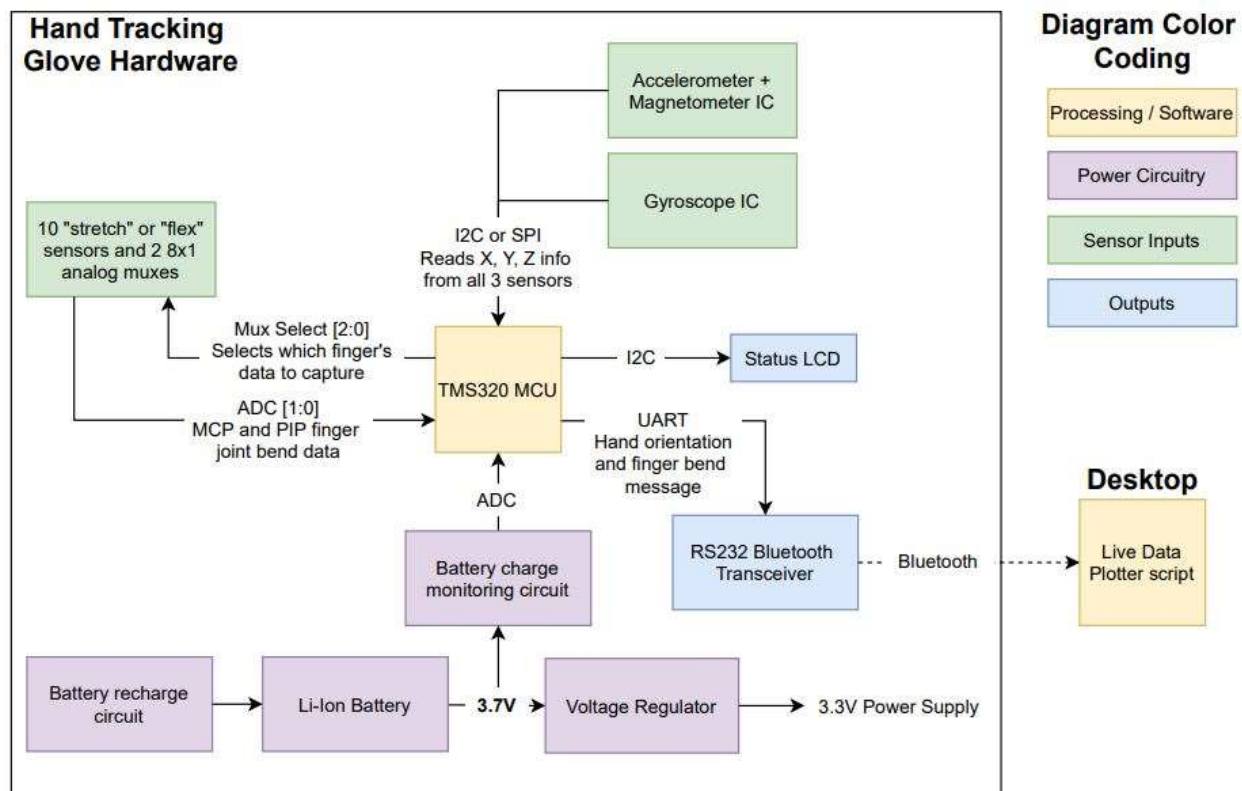 Hand Tracking
Glove Hardware
Accelerometer +
Magnetometer IC
Gyroscope IC
10 "stretch" or "flex"
sensors and 2 8x1
analog muxes
I2C or SPI
Reads X, Y, Z info
from all 3 sensors
Mux Select [2:0]
Selects which finger's
data to capture
ADC [1:0]
MCP and PIP finger
joint bend data
TMS320 MCU
I2C
Status LCD
UART
Hand orientation
and finger bend
message
ADC
Battery charge
monitoring circuit
RS232 Bluetooth
Transceiver
Bluetooth
Battery recharge
circuit
Li-Ion Battery
3.7V
Voltage Regulator
3.3V Power Supply
Diagram Color
Coding
Processing / Software
Power Circuitry
Sensor Inputs
Outputs
Desktop
Live Data
Plotter script